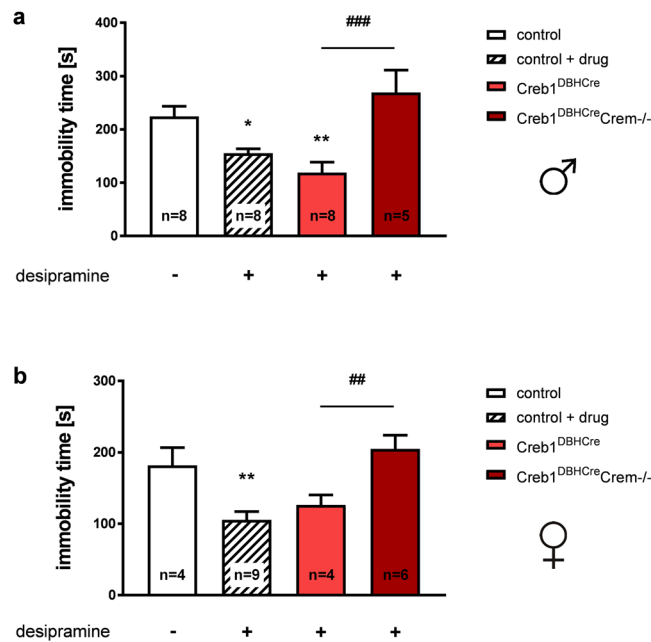 a
immobility time [s]
400
300
200
100
0
###
*
**
n=8
n=8
n=8
n=5
desipramine - + + +
control
control + drug
Creb1DBHCre
Creb1DBHCreCrem-/-
b
immobility time [s]
300
200
100
0
##
**
n=4
n=9
n=4
n=6
desipramine - + + +
control
control + drug
Creb1DBHCre
Creb1DBHCreCrem-/-